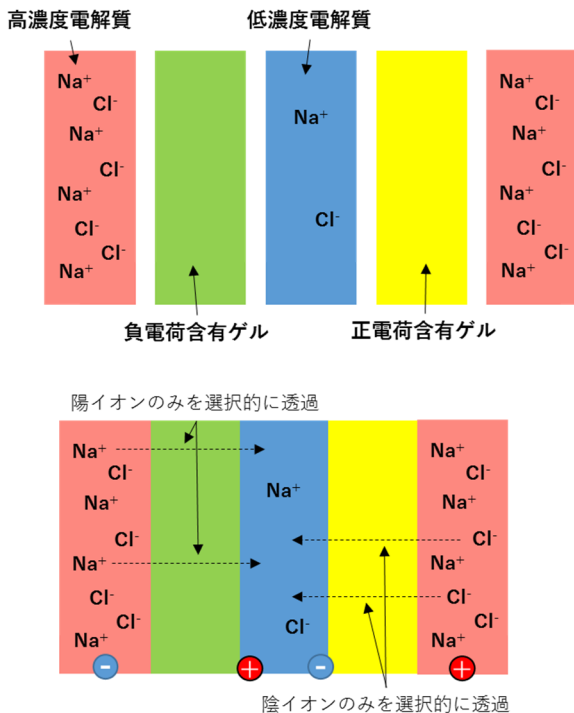 高濃度電解質
低濃度電解質
Na⁺
Cl⁻
Na⁺
Cl⁻
Na⁺
Cl⁻
Cl⁻
Na⁺
Na⁺
Cl⁻
Na⁺
Cl⁻
Na⁺
Cl⁻
Na⁺
Cl⁻
Cl⁻
Na⁺
負電荷含有ゲル
正電荷含有ゲル
陽イオンのみを選択的に透過
Na⁺
Cl⁻
Na⁺
Cl⁻
Na⁺
Cl⁻
Cl⁻
Na⁺
Na⁺
Cl⁻
Na⁺
Cl⁻
Na⁺
Cl⁻
Na⁺
Cl⁻
Cl⁻
Na⁺
-
+
-
+
陰イオンのみを選択的に透過